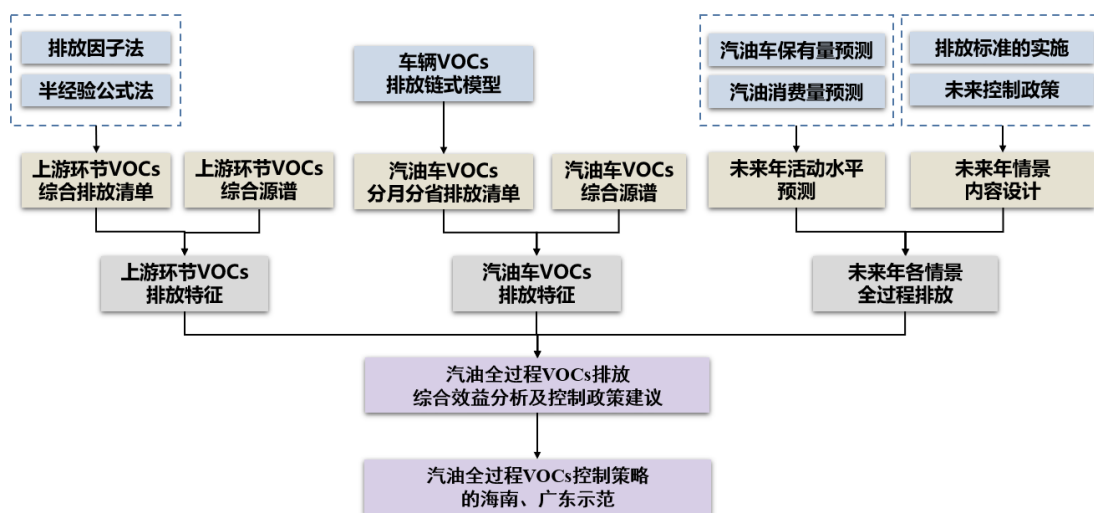 排放因子法
半经验公式法
车辆VOCs
排放链式模型
汽油车保有量预测
汽油消费量预测
排放标准的实施
未来控制政策
上游环节VOCs
综合排放清单
上游环节VOCs
综合源谱
汽油车VOCs
分月分省排放清单
汽油车VOCs
综合源谱
未来年活动水平
预测
未来年情景
内容设计
上游环节VOCs
排放特征
汽油车VOCs
排放特征
未来年各情景
全过程排放
汽油全过程VOCs排放
综合效益分析及控制政策建议
汽油全过程VOCs控制策略
的海南、广东示范